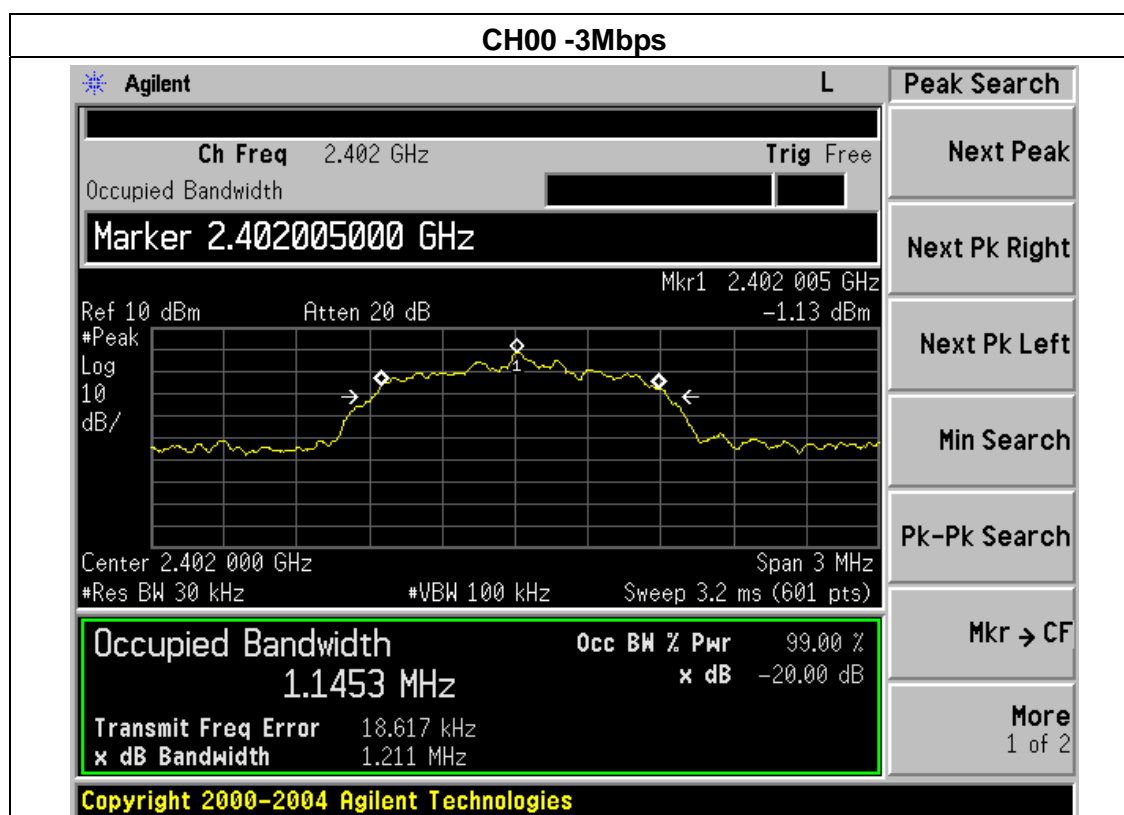 CH00 -3Mbps
Agilent L Peak Search
Ch Freq 2.402 GHz Trig Free
Occupied Bandwidth
Next Peak
Marker 2.402005000 GHz
Next Pk Right
Mkr1 2.402 005 GHz
Ref 10 dBm Atten 20 dB -1.13 dBm
#Peak
Log
10
dB/
1
Next Pk Left
Min Search
Pk-Pk Search
Center 2.402 000 GHz Span 3 MHz
#Res BW 30 kHz #VBW 100 kHz Sweep 3.2 ms (601 pts)
Occupied Bandwidth Occ BW % Pwr 99.00 %
1.1453 MHz x dB -20.00 dB
Mkr → CF
Transmit Freq Error 18.617 kHz
x dB Bandwidth 1.211 MHz
More
1 of 2
Copyright 2000-2004 Agilent Technologies